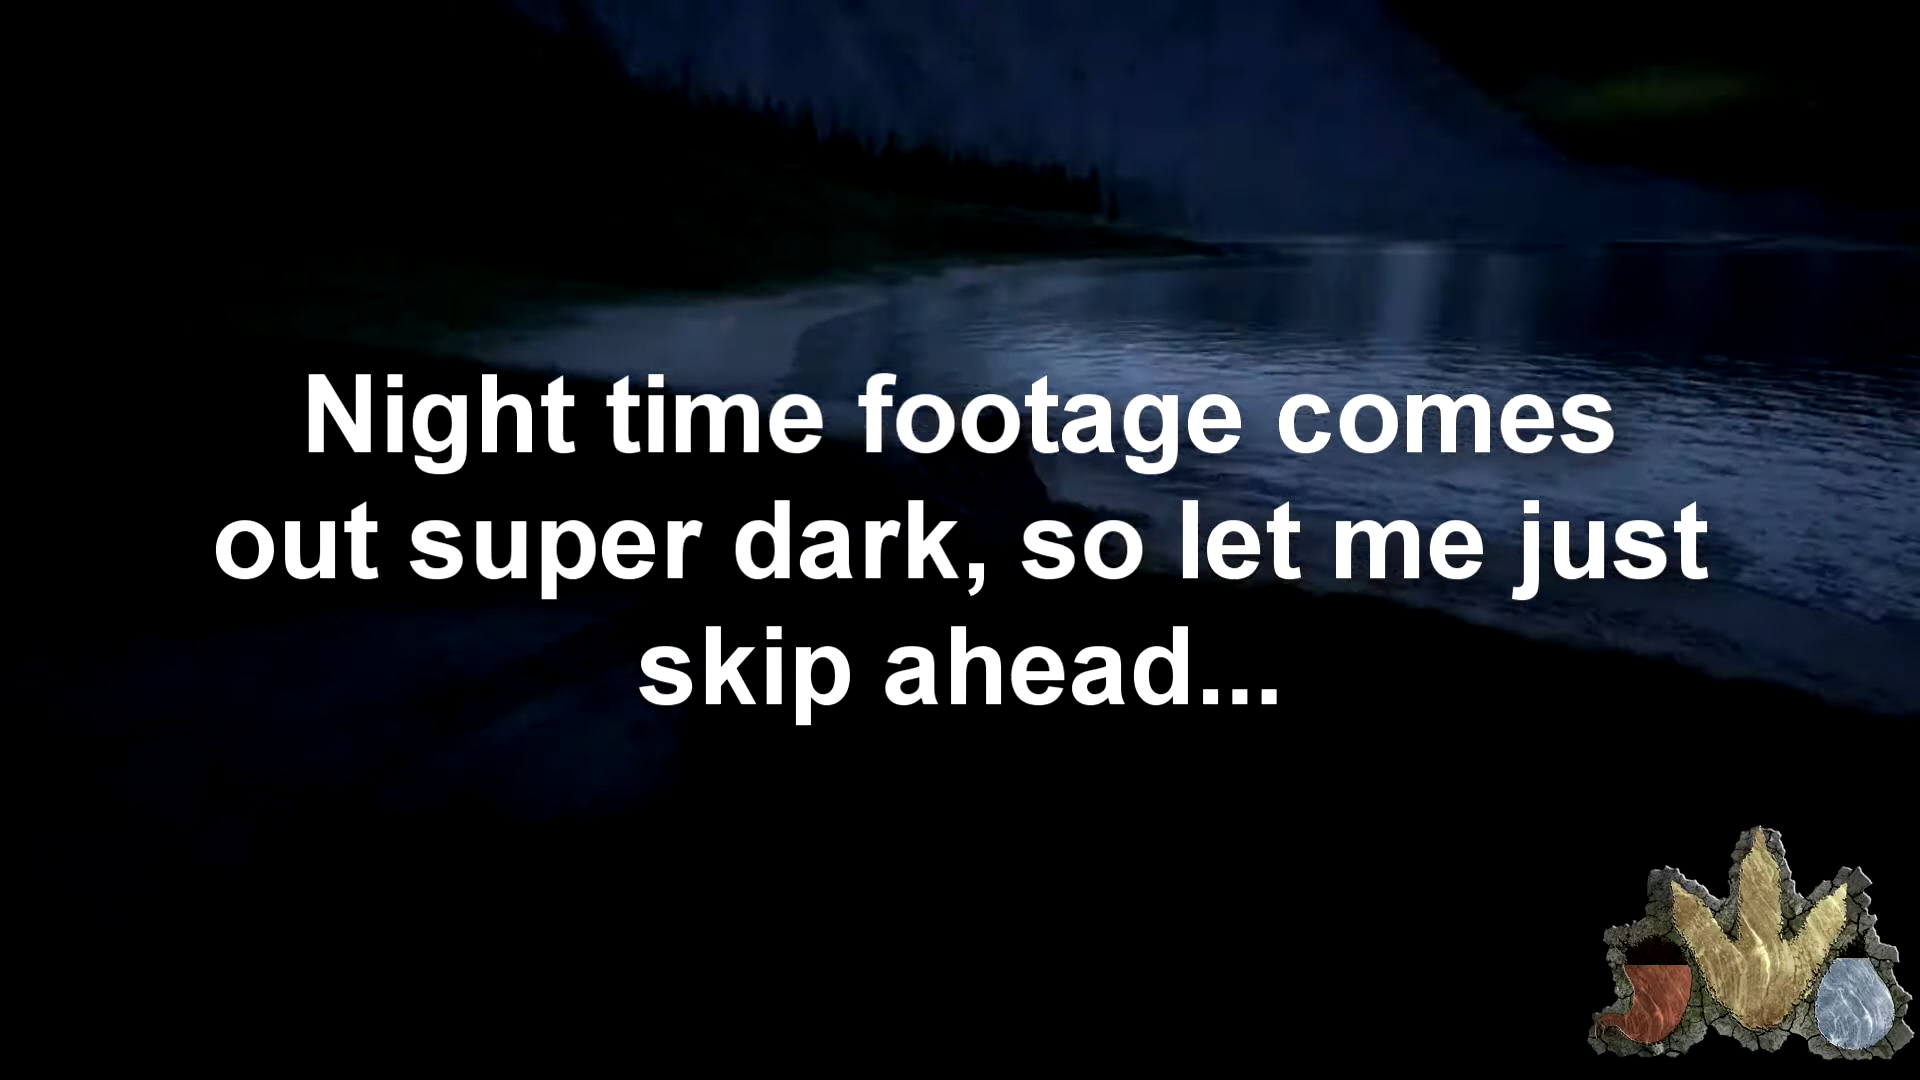 Night time footage comes
out super dark, so let me just
skip ahead...